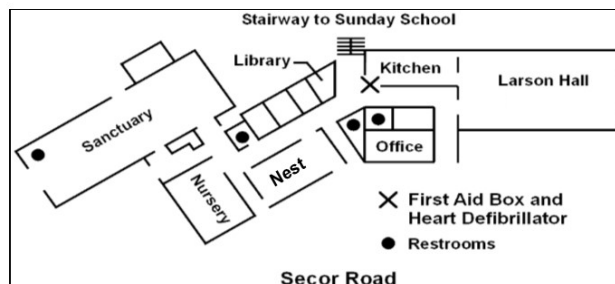 Stairway to Sunday School
Library
Kitchen
Larson Hall
Sanctuary
Nursery
Nest
Office
First Aid Box and
Heart Defibrillator
Restrooms
Secor Road